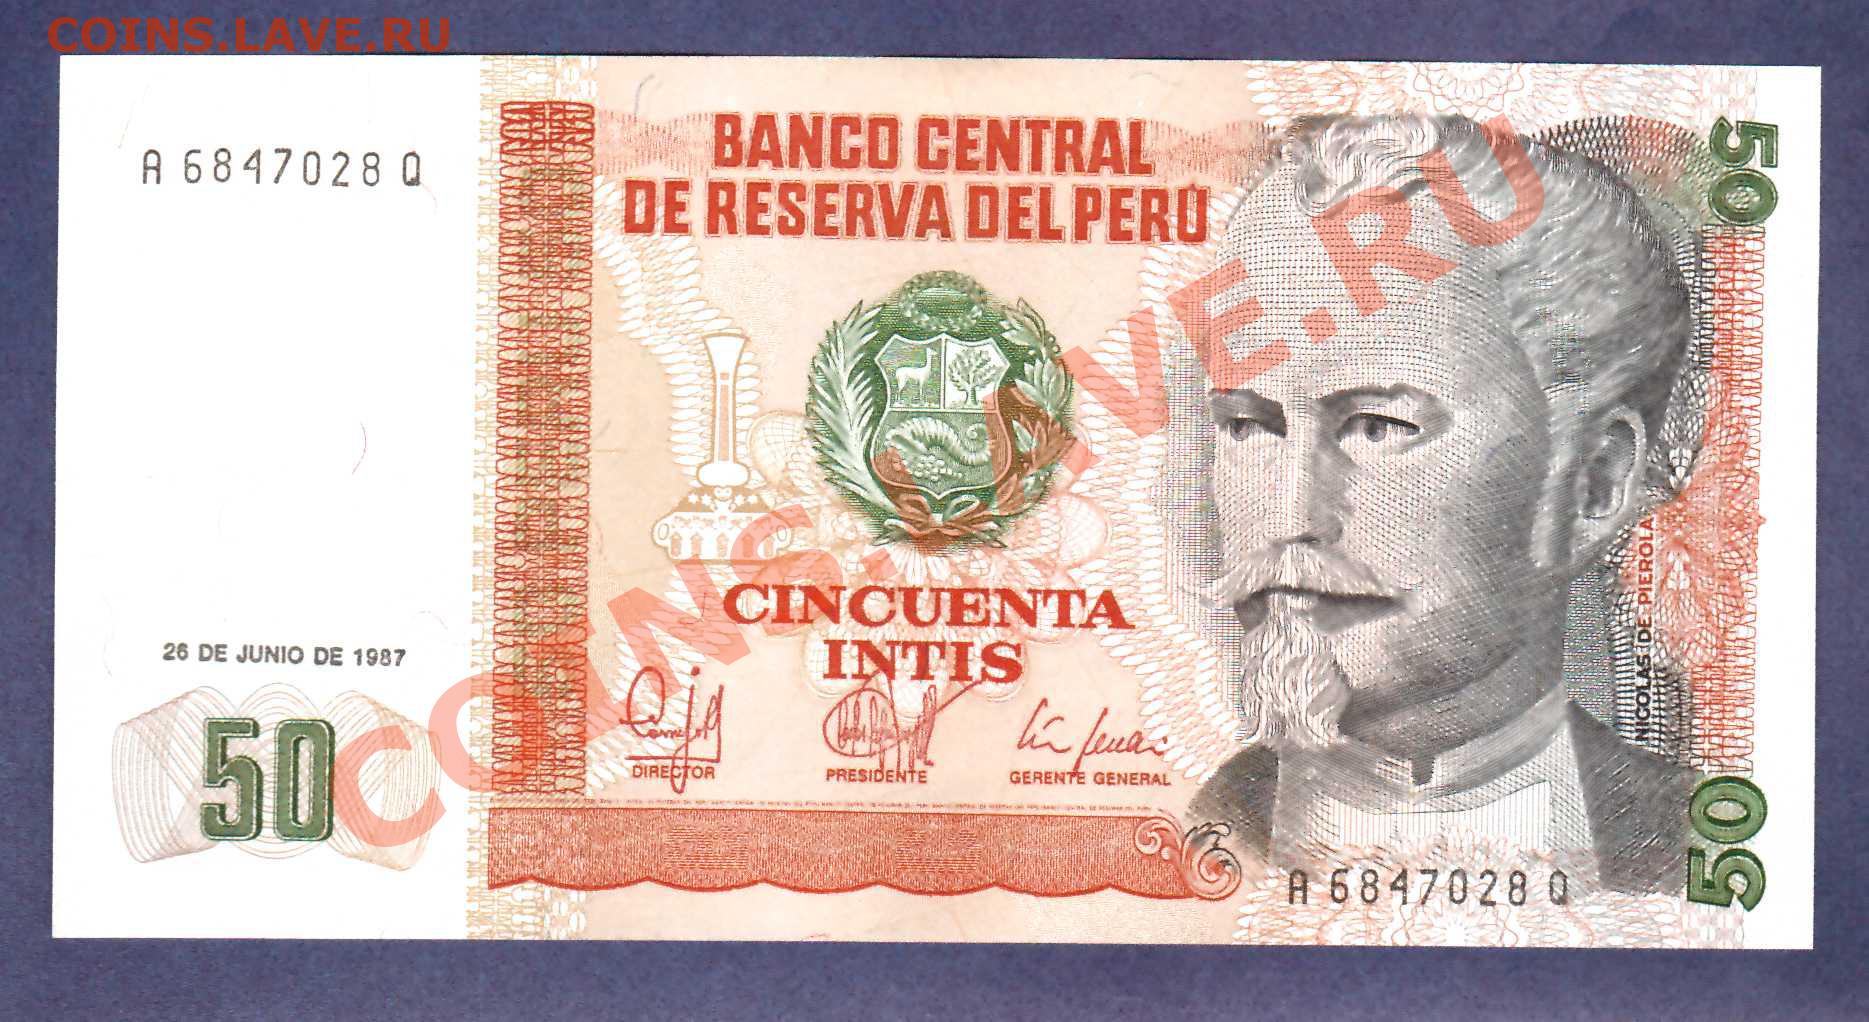 COINS.LAVE.RU
A 6847028 Q
BANCO CENTRAL
DE RESERVA DEL PERÚ
50
CINCUENTA
INTIS
26 DE JUNIO DE 1987
50
DIRECTOR
PRESIDENTE
GERENTE GENERAL
NICOLAS DE PIEROLA
50
A 6847028 Q
COINS.LAVE.RU